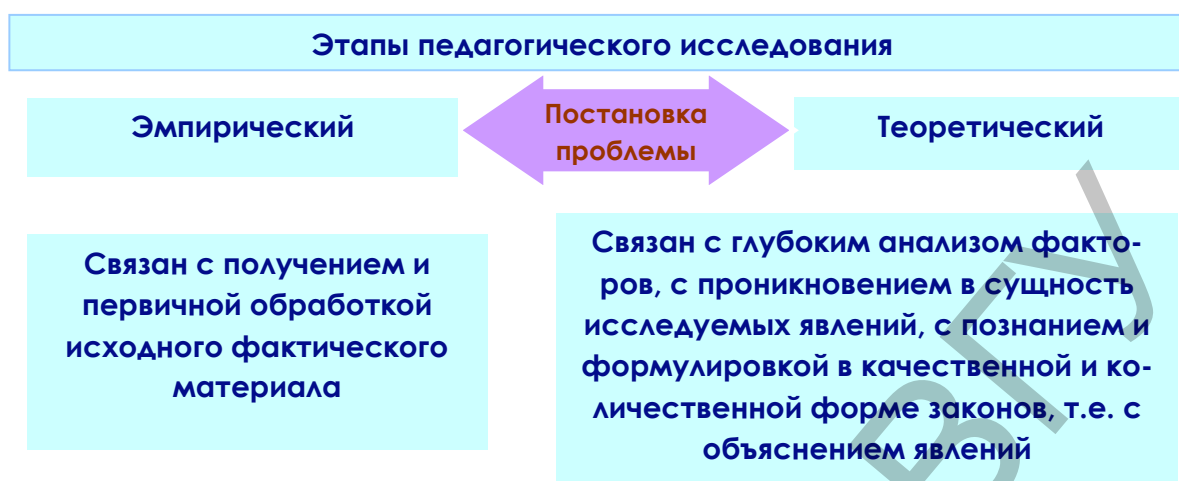 Этапы педагогического исследования
Эмпирический
Постановка
проблемы
Теоретический
Связан с получением и
первичной обработкой
исходного фактического
материала
Связан с глубоким анализом факто-
ров, с проникновением в сущность
исследуемых явлений, с познанием и
формулировкой в качественной и ко-
личественной форме законов, т.е. с
объяснением явлений
ВГУ